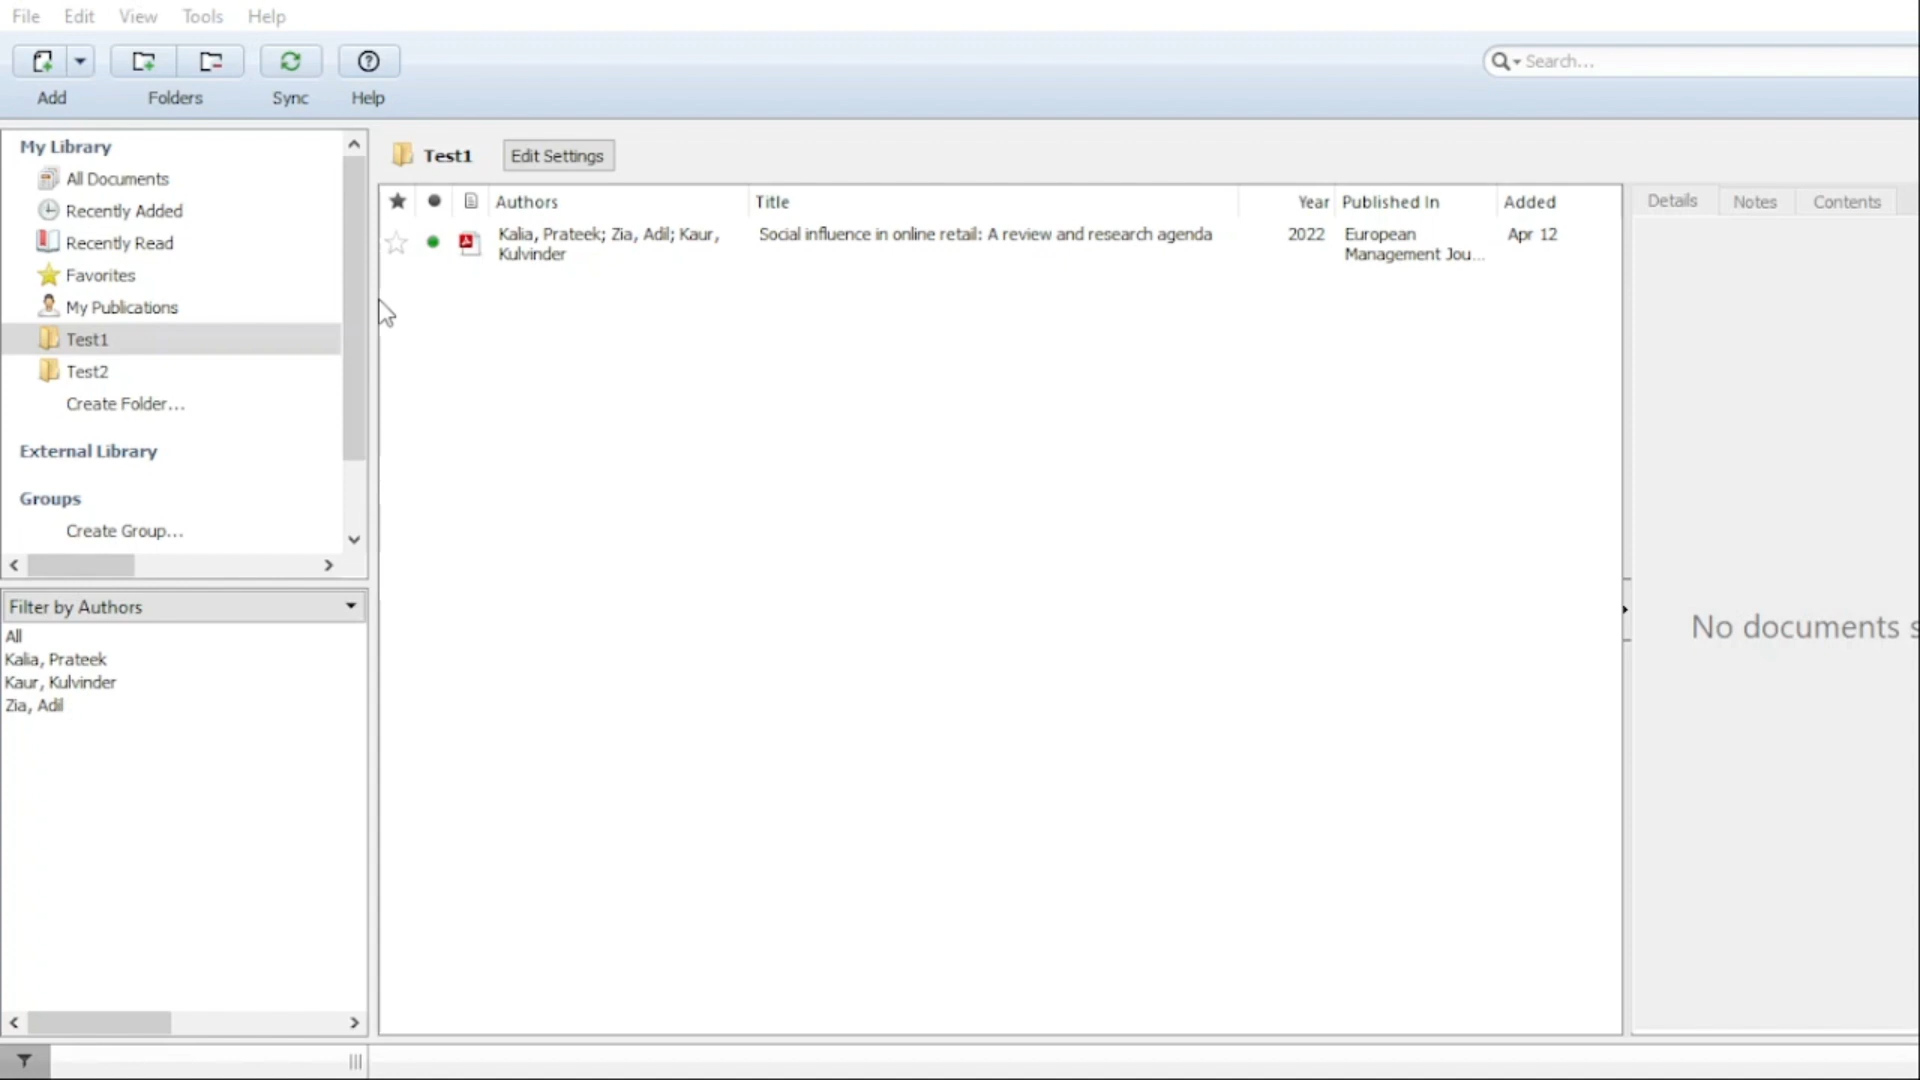 File Edit View Tools Help
Search...
Add Folders Sync Help
My Library
All Documents
Recently Added
Recently Read
Favorites
My Publications
Test1
Test2
Create Folder...
External Library
Groups
Create Group...
Filter by Authors
All
Kalia, Prateek
Kaur, Kulvinder
Zia, Adil
Test1 Edit Settings
Authors Title Year Published In Added
Kalia, Prateek; Zia, Adil; Kaur, Social influence in online retail: A review and research agenda 2022 European Apr 12
Kulvinder Management Jou...
Details Notes Contents
No documents s